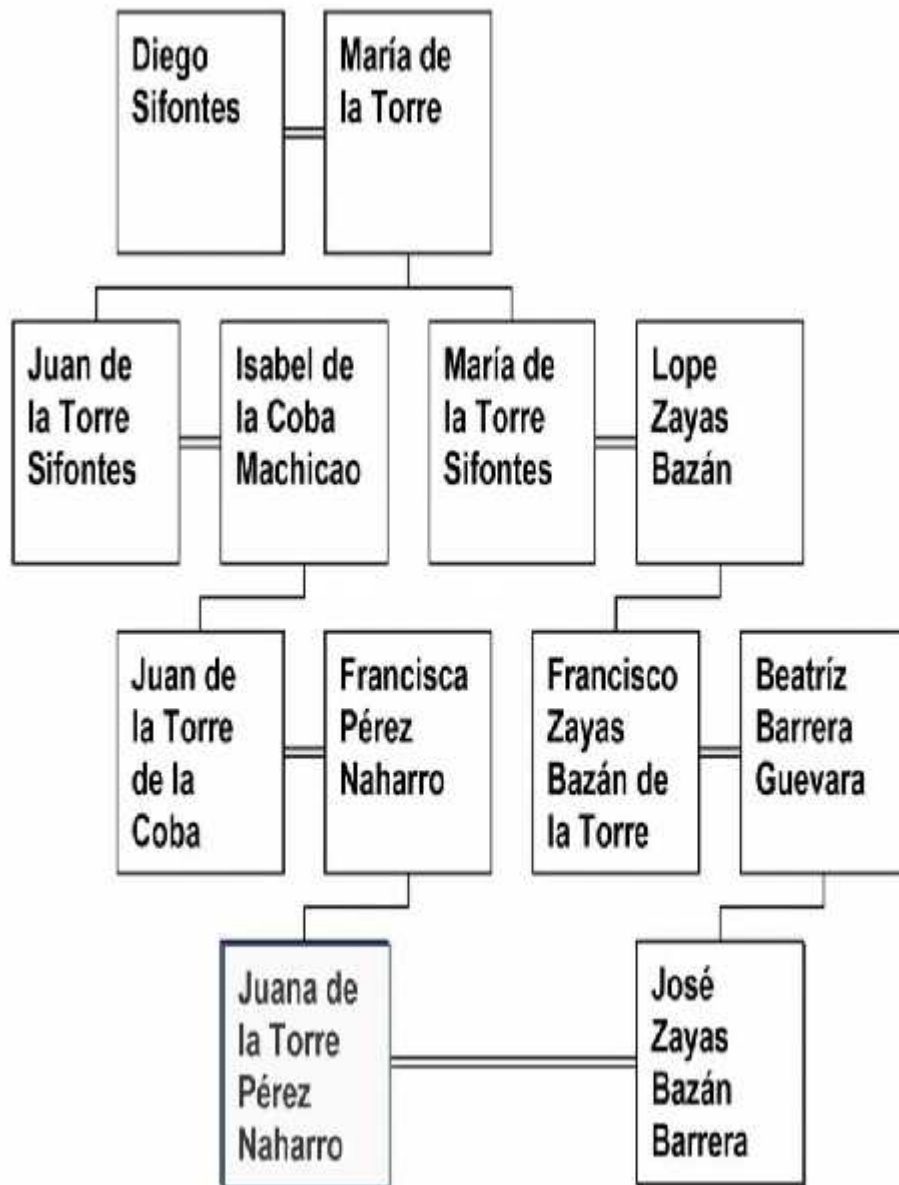 Diego
Sifontes
María de
la Torre
Juan de
la Torre
Sifontes
Isabel de
la Coba
Machicao
María de
la Torre
Sifontes
Lope
Zayas
Bazán
Juan de
la Torre
de la
Coba
Francisca
Pérez
Naharro
Francisco
Zayas
Bazán de
la Torre
Beatríz
Barrera
Guevara
Juana de
la Torre
Pérez
Naharro
José
Zayas
Bazán
Barrera